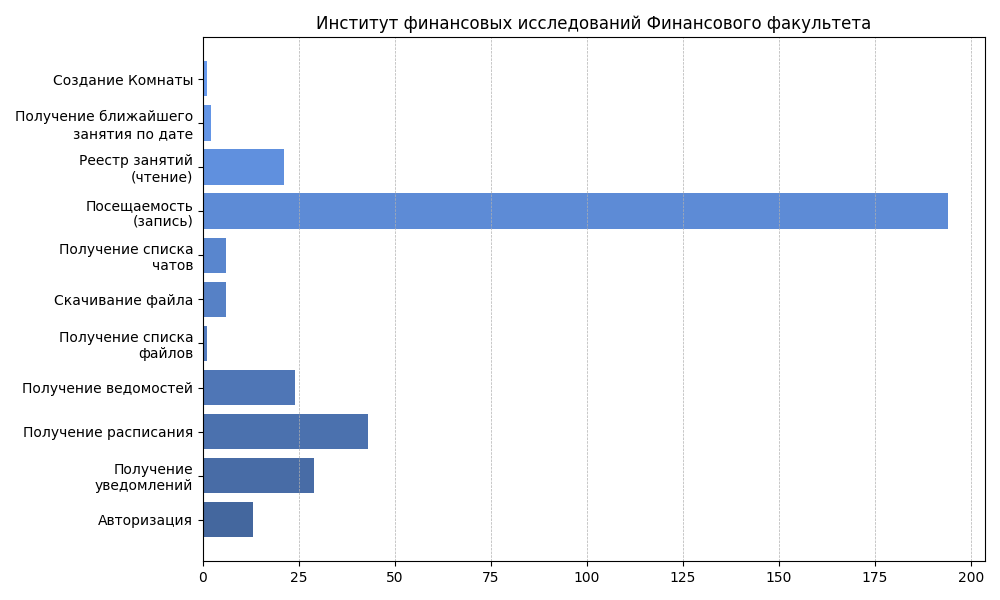 Институт финансовых исследований Финансового факультета
Создание Комнаты
Получение ближайшего
занятия по дате
Реестр занятий
(чтение)
Посещаемость
(запись)
Получение списка
чатов
Скачивание файла
Получение списка
файлов
Получение ведомостей
Получение расписания
Получение
уведомлений
Авторизация
0 25 50 75 100 125 150 175 200